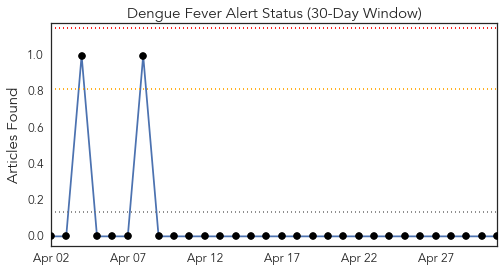 Dengue Fever Alert Status (30-Day Window)
Articles Found
1.0
0.8
0.6
0.4
0.2
0.0
Apr 02 Apr 07 Apr 12 Apr 17 Apr 22 Apr 27